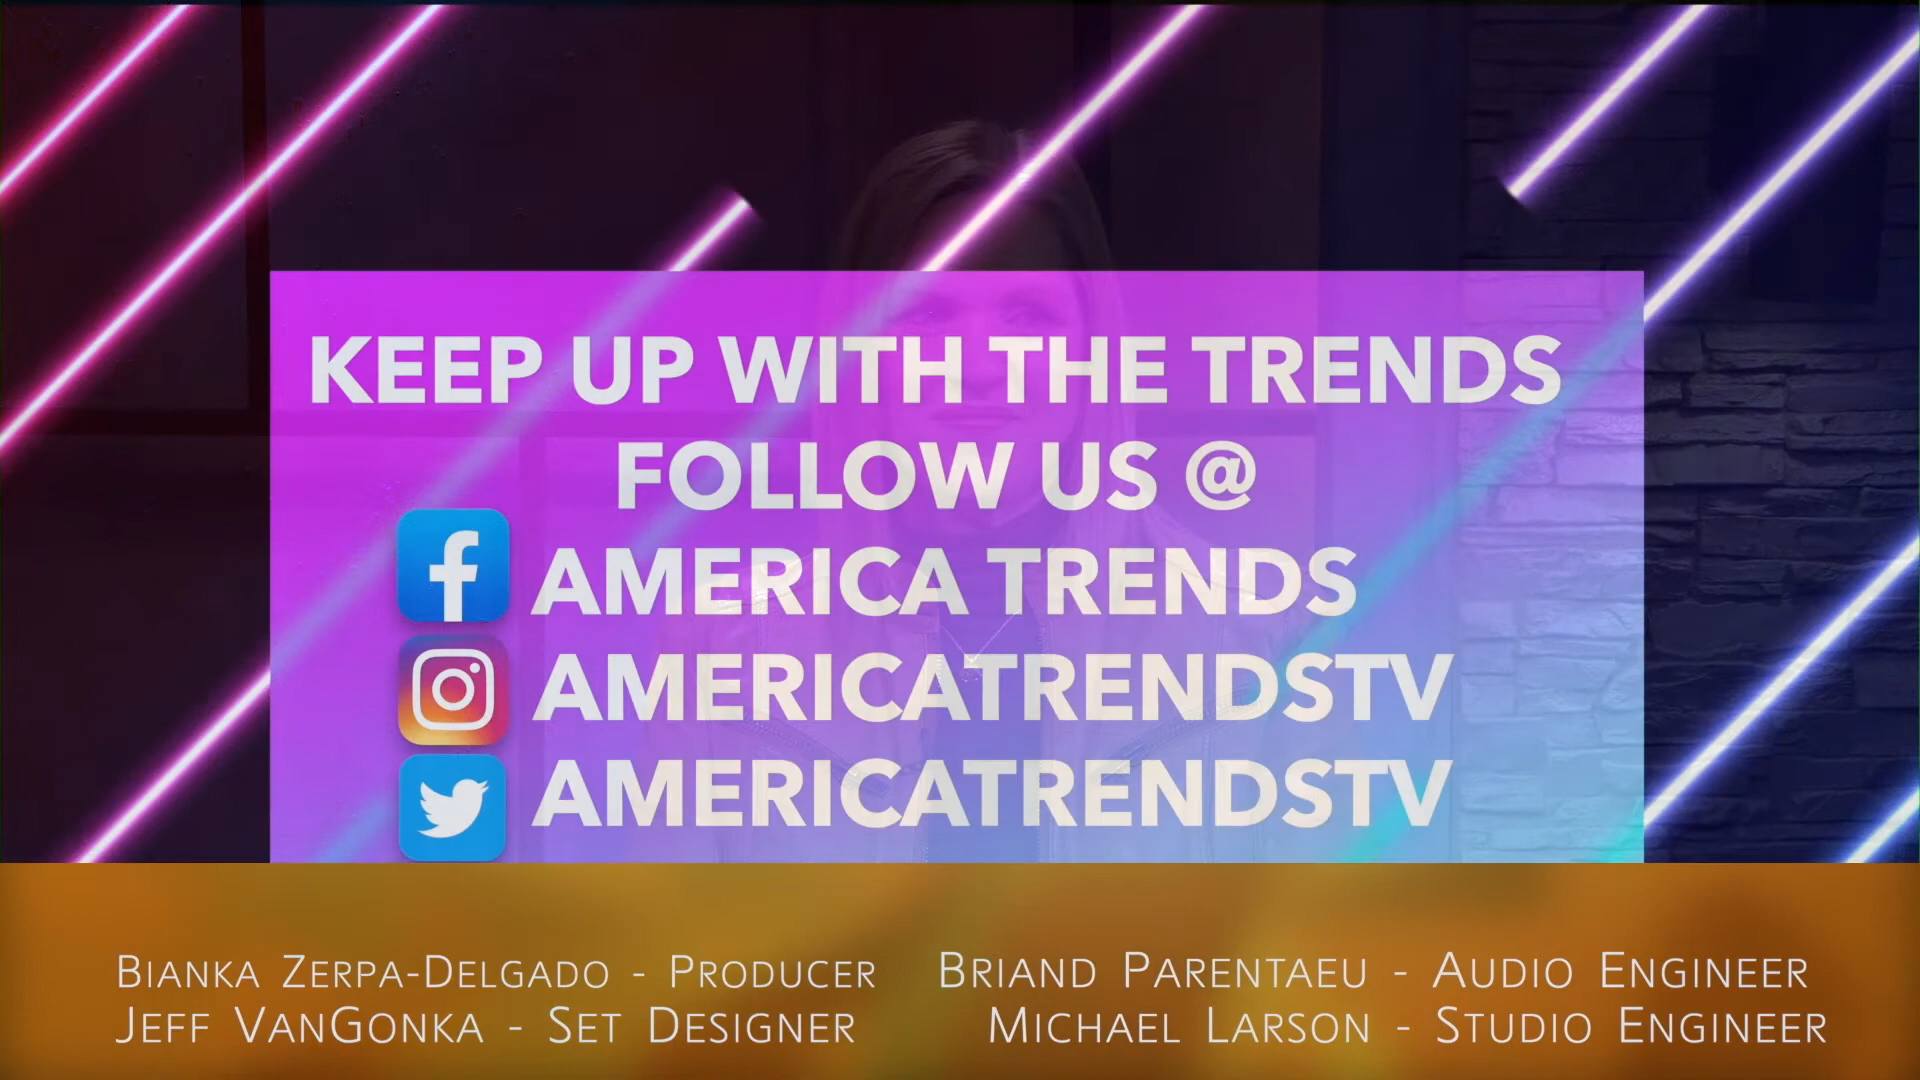 KEEP UP WITH THE TRENDS
FOLLOW US @
AMERICA TRENDS
AMERICATRENDSTV
AMERICATRENDSTV
BIANKA ZERPA-DELGADO - PRODUCER
BRIAND PARENTAEU - AUDIO ENGINEER
JEFF VANGONKA - SET DESIGNER
MICHAEL LARSON - STUDIO ENGINEER